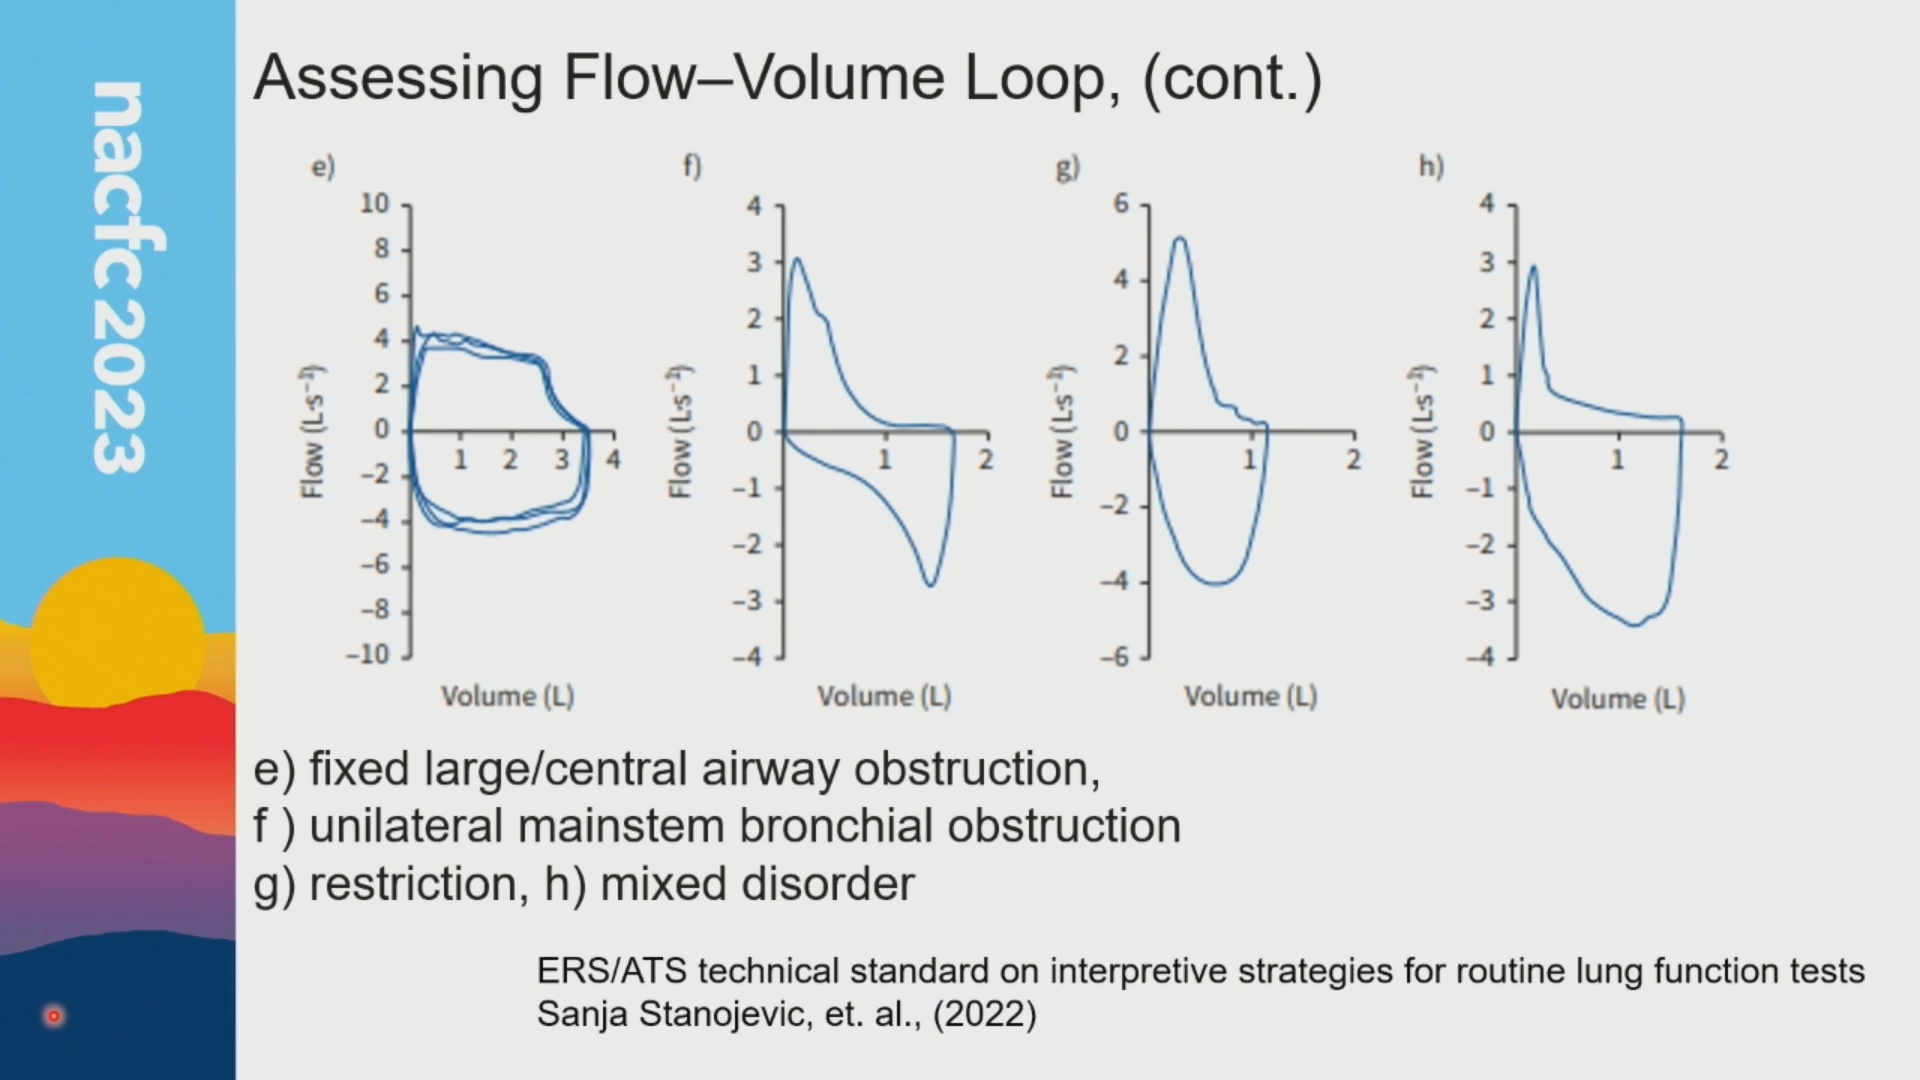 nacfc 2023
Assessing Flow–Volume Loop, (cont.)
e)
10
8
6
4
2
0
−2
−4
−6
−8
−10
1 2 3 4
Flow (L·s⁻¹)
Volume (L)
f)
4
3
2
1
0
−1
−2
−3
−4
1 2
Flow (L·s⁻¹)
Volume (L)
g)
6
4
2
0
−2
−4
−6
1 2
Flow (L·s⁻¹)
Volume (L)
h)
4
3
2
1
0
−1
−2
−3
−4
1 2
Flow (L·s⁻¹)
Volume (L)
e) fixed large/central airway obstruction,
f ) unilateral mainstem bronchial obstruction
g) restriction, h) mixed disorder
ERS/ATS technical standard on interpretive strategies for routine lung function tests
Sanja Stanojevic, et. al., (2022)